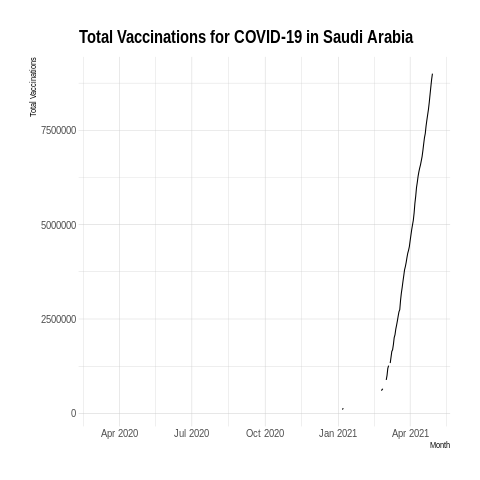 Total Vaccinations for COVID-19 in Saudi Arabia
Total Vaccinations
7500000
5000000
2500000
0
Apr 2020 Jul 2020 Oct 2020 Jan 2021 Apr 2021
Month